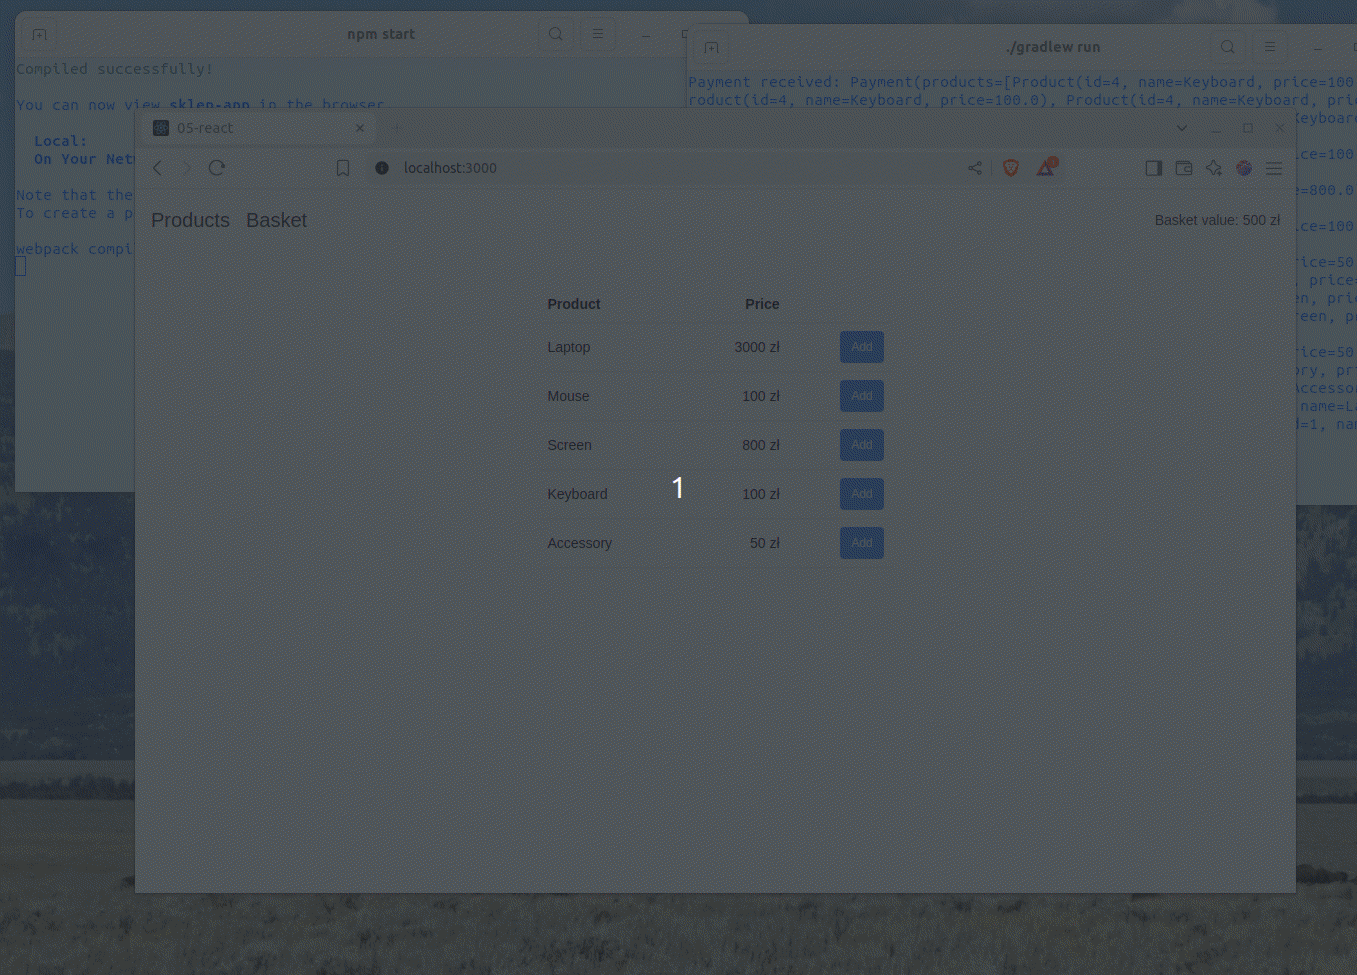 npm start
Compiled successfully!
You can now view sklep-app in the browser.
Local:
On Your Net
Note that the
To create a p
webpack compi
./gradlew run
Payment received: Payment(products=[Product(id=4, name=Keyboard, price=100
roduct(id=4, name=Keyboard, price=100.0), Product(id=4, name=Keyboard, pri
Keyboard
ice=100
e=800.0
ice=100
rice=50
, price=
en, pri
reen, p
rice=50
ory, pr
Accesso
name=La
d=1, na
05-react
localhost:3000
Products Basket
Basket value: 500 zł
Product Price
Laptop 3000 zł Add
Mouse 100 zł Add
Screen 800 zł Add
Keyboard 100 zł Add
Accessory 50 zł Add
1